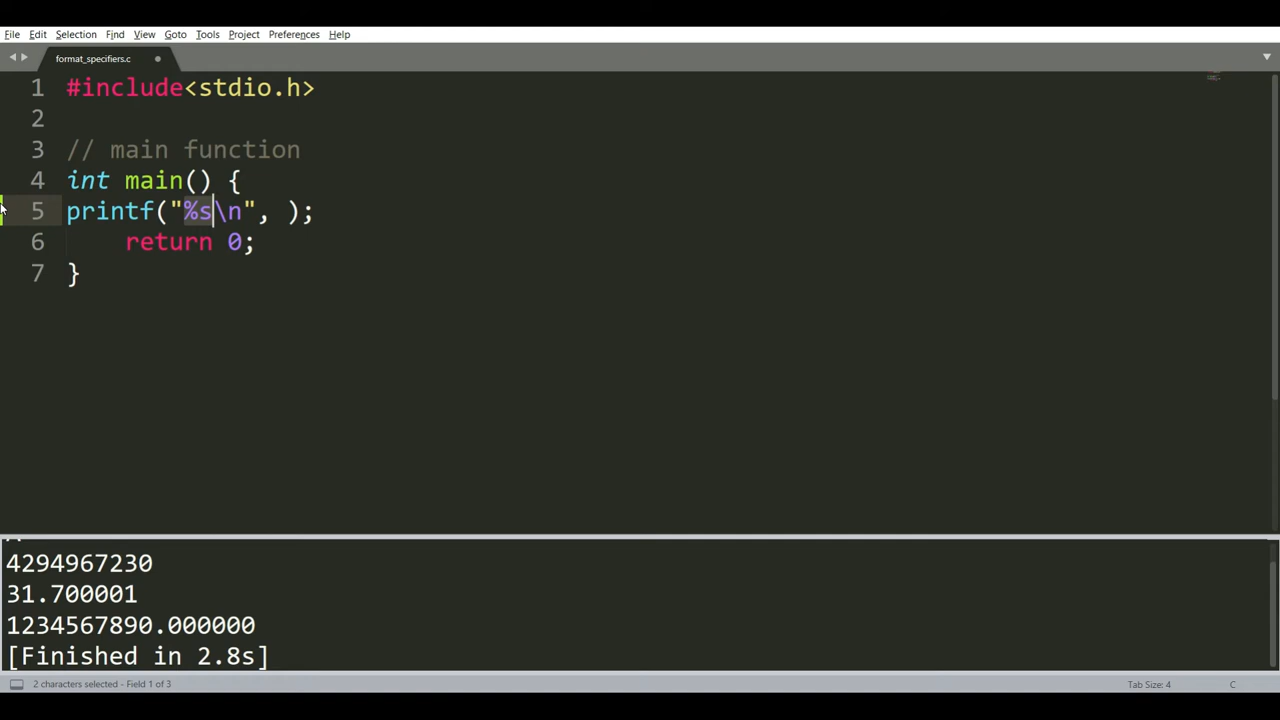 File Edit Selection Find View Goto Tools Project Preferences Help
format_specifiers.c
1 #include<stdio.h>
2
3 // main function
4 int main() {
5 printf("%s\n", );
6 return 0;
7 }
4294967230
31.700001
1234567890.000000
[Finished in 2.8s]
2 characters selected - Field 1 of 3 Tab Size: 4 C